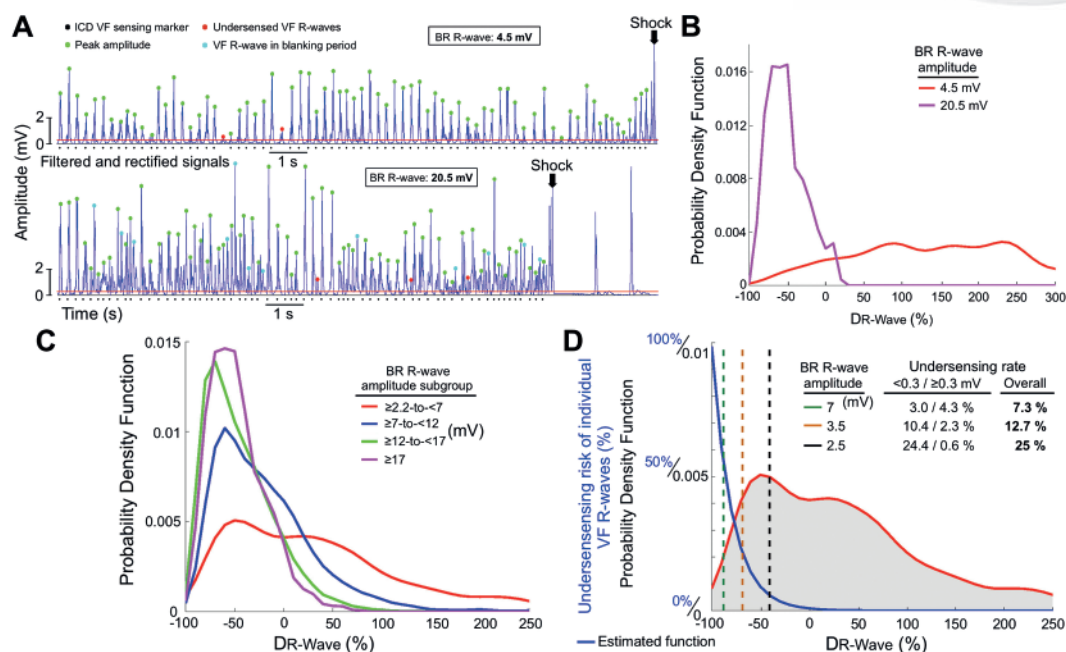 A
ICD VF sensing marker
Undersensed VF R-waves
Peak amplitude
VF R-wave in blanking period
BR R-wave: 4.5 mV
Shock
Amplitude (mV)
2
0
Filtered and rectified signals
1 s
BR R-wave: 20.5 mV
Shock
2
0
Time (s)
1 s
B
Probability Density Function
0.016
0.012
0.008
0.004
0
-100 -50 0 50 100 150 200 250 300
DR-Wave (%)
BR R-wave
amplitude
4.5 mV
20.5 mV
C
Probability Density Function
0.015
0.01
0.005
0
-100 -50 0 50 100 150 200 250
DR-Wave (%)
BR R-wave
amplitude subgroup
≥2.2-to-<7
≥7-to-<12 (mV)
≥12-to-<17
≥17
D
Undersensensing risk of individual
VF R-waves (%)
Probability Density Function
100%/0.01
50%/0.005
0%/0
-100 -50 0 50 100 150 200 250
DR-Wave (%)
Estimated function
BR R-wave Undersensing rate
amplitude (mV) <0.3 / ≥0.3 mV Overall
7 3.0 / 4.3 % 7.3 %
3.5 10.4 / 2.3 % 12.7 %
2.5 24.4 / 0.6 % 25 %